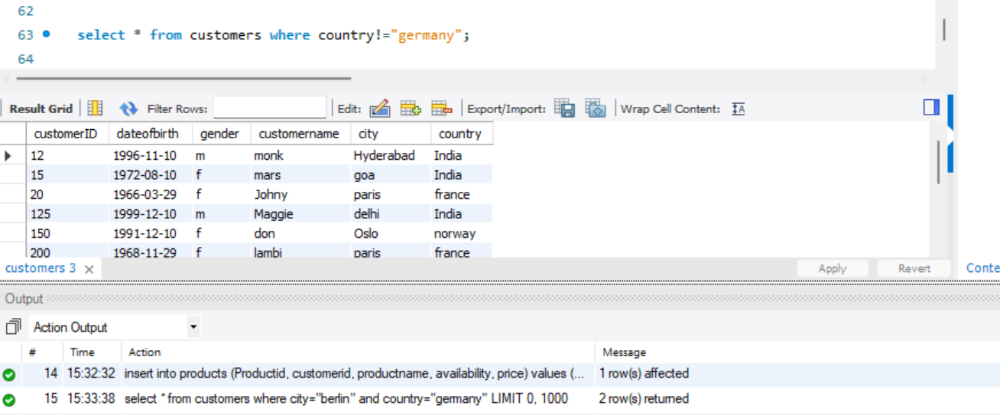 62
63 select * from customers where country!="germany";
64
Result Grid Filter Rows: Edit: Export/Import: Wrap Cell Content:
customerID dateofbirth gender customername city country
12 1996-11-10 m monk Hyderabad India
15 1972-08-10 f mars goa India
20 1966-03-29 f Johny paris france
125 1999-12-10 m Maggie delhi India
150 1991-12-10 f don Oslo norway
200 1968-11-29 f lambi paris france
customers 3 Apply Revert Conte
Output
Action Output
# Time Action Message
14 15:32:32 insert into products (Productid, customerid, productname, availability, price) values (... 1 row(s) affected
15 15:33:38 select * from customers where city="berlin" and country="germany" LIMIT 0, 1000 2 row(s) returned